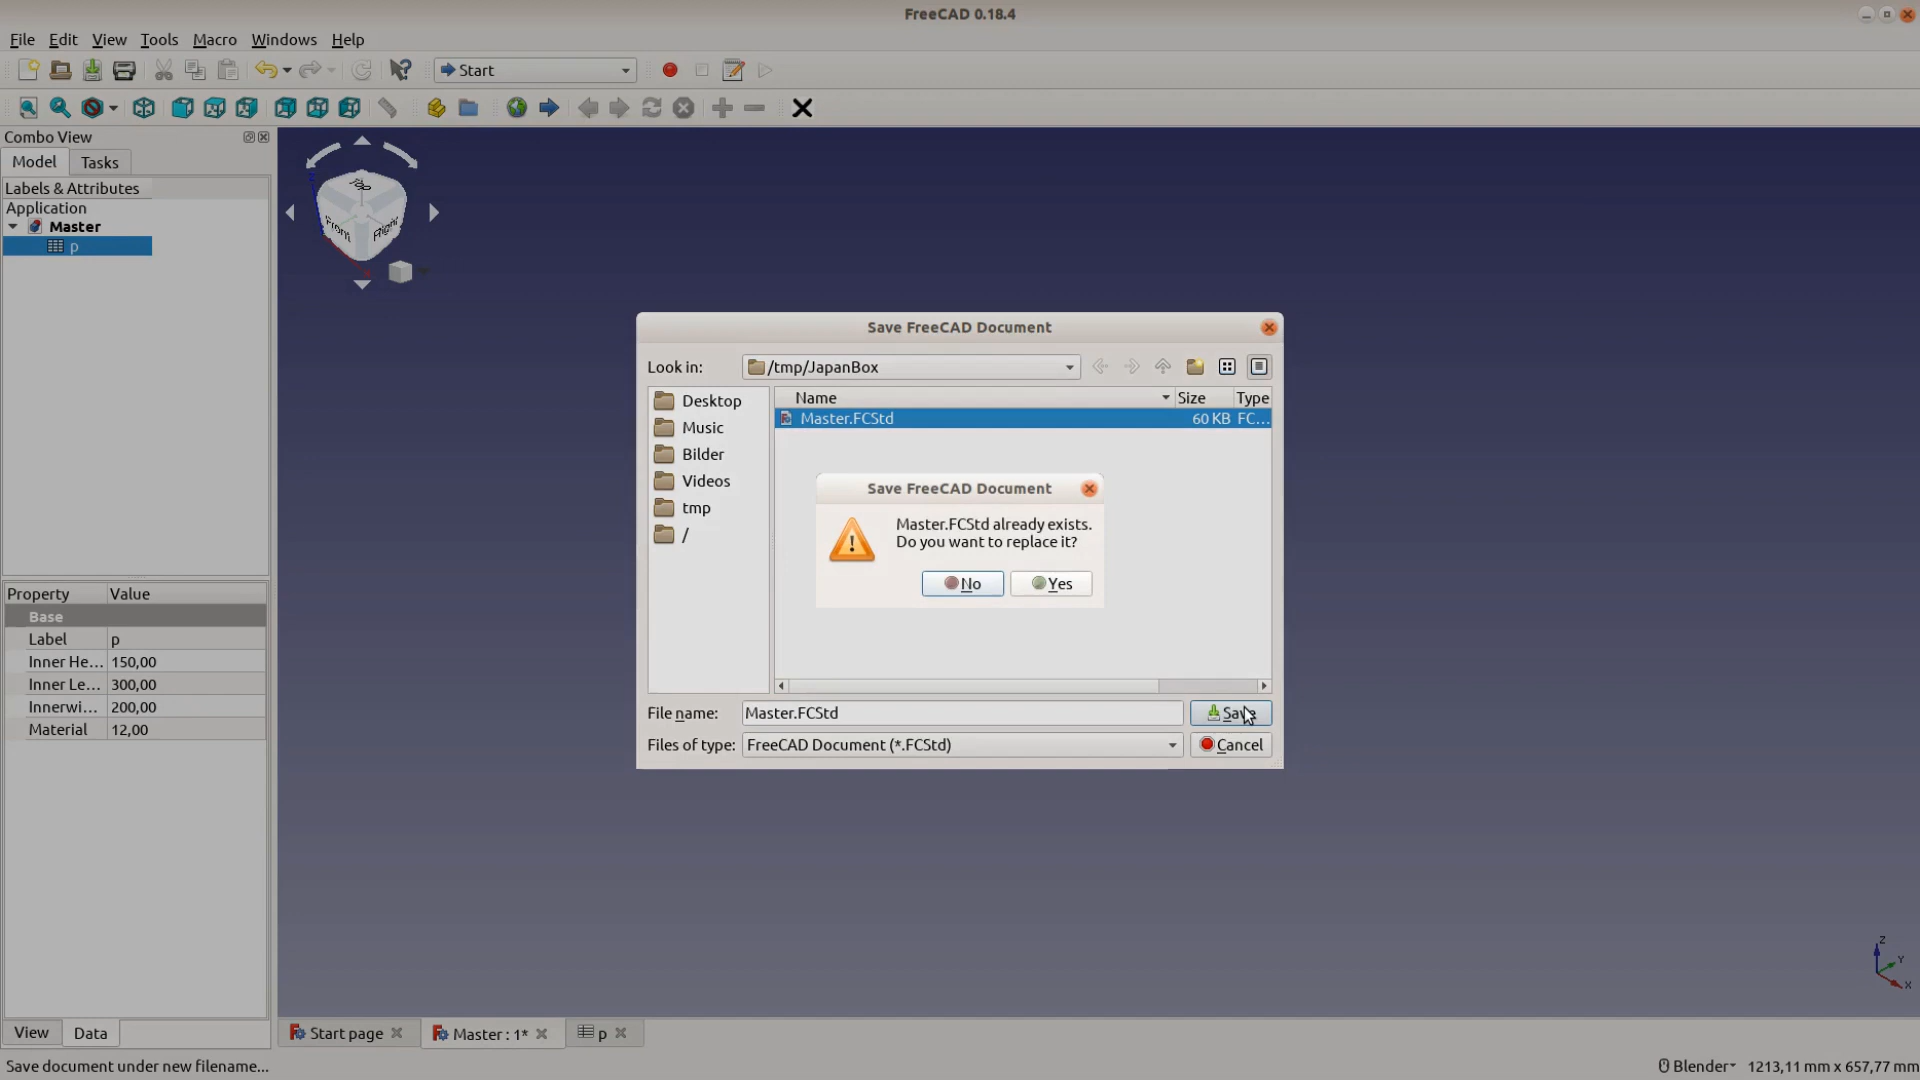 FreeCAD 0.18.4
File Edit View Tools Macro Windows Help
Start
Combo View
Model Tasks
Labels & Attributes
Application
Master
p
Top
Front
Right
Save FreeCAD Document
Look in: /tmp/JapanBox
Name Size Type
Desktop
Music
Bilder
Videos
tmp
/
Master.FCStd 60 KB FC...
Save FreeCAD Document
Master.FCStd already exists.
Do you want to replace it?
No Yes
File name: Master.FCStd Save
Files of type: FreeCAD Document (*.FCStd) Cancel
Property Value
Base
Label p
Inner He... 150,00
Inner Le... 300,00
Innerwi... 200,00
Material 12,00
Z
Y
X
View Data
Start page Master : 1* p
Save document under new filename...
Blender 1213,11 mm x 657,77 mm